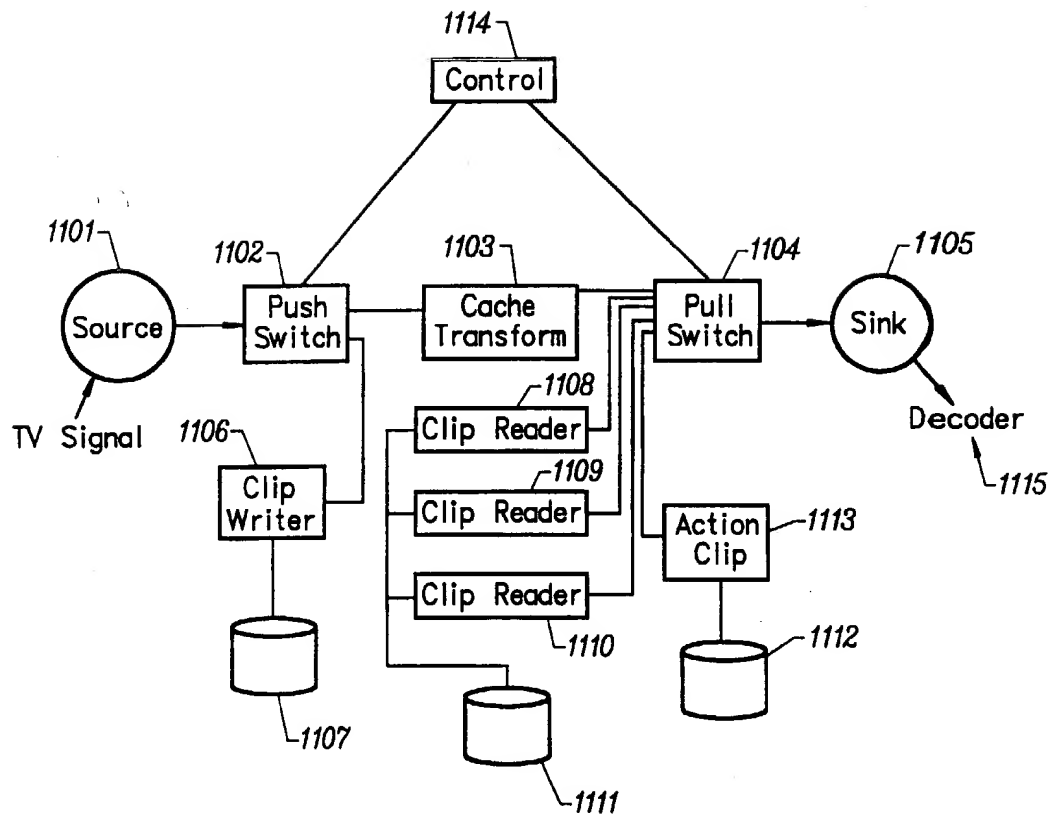 1114
Control
1101
1102
1103
1104
1105
Source
Push
Switch
Cache
Transform
Pull
Switch
Sink
TV Signal
1106
Clip
Writer
1107
1108
Clip Reader
1109
Clip Reader
Clip Reader
1110
1111
Action
Clip
1113
1112
Decoder
1115